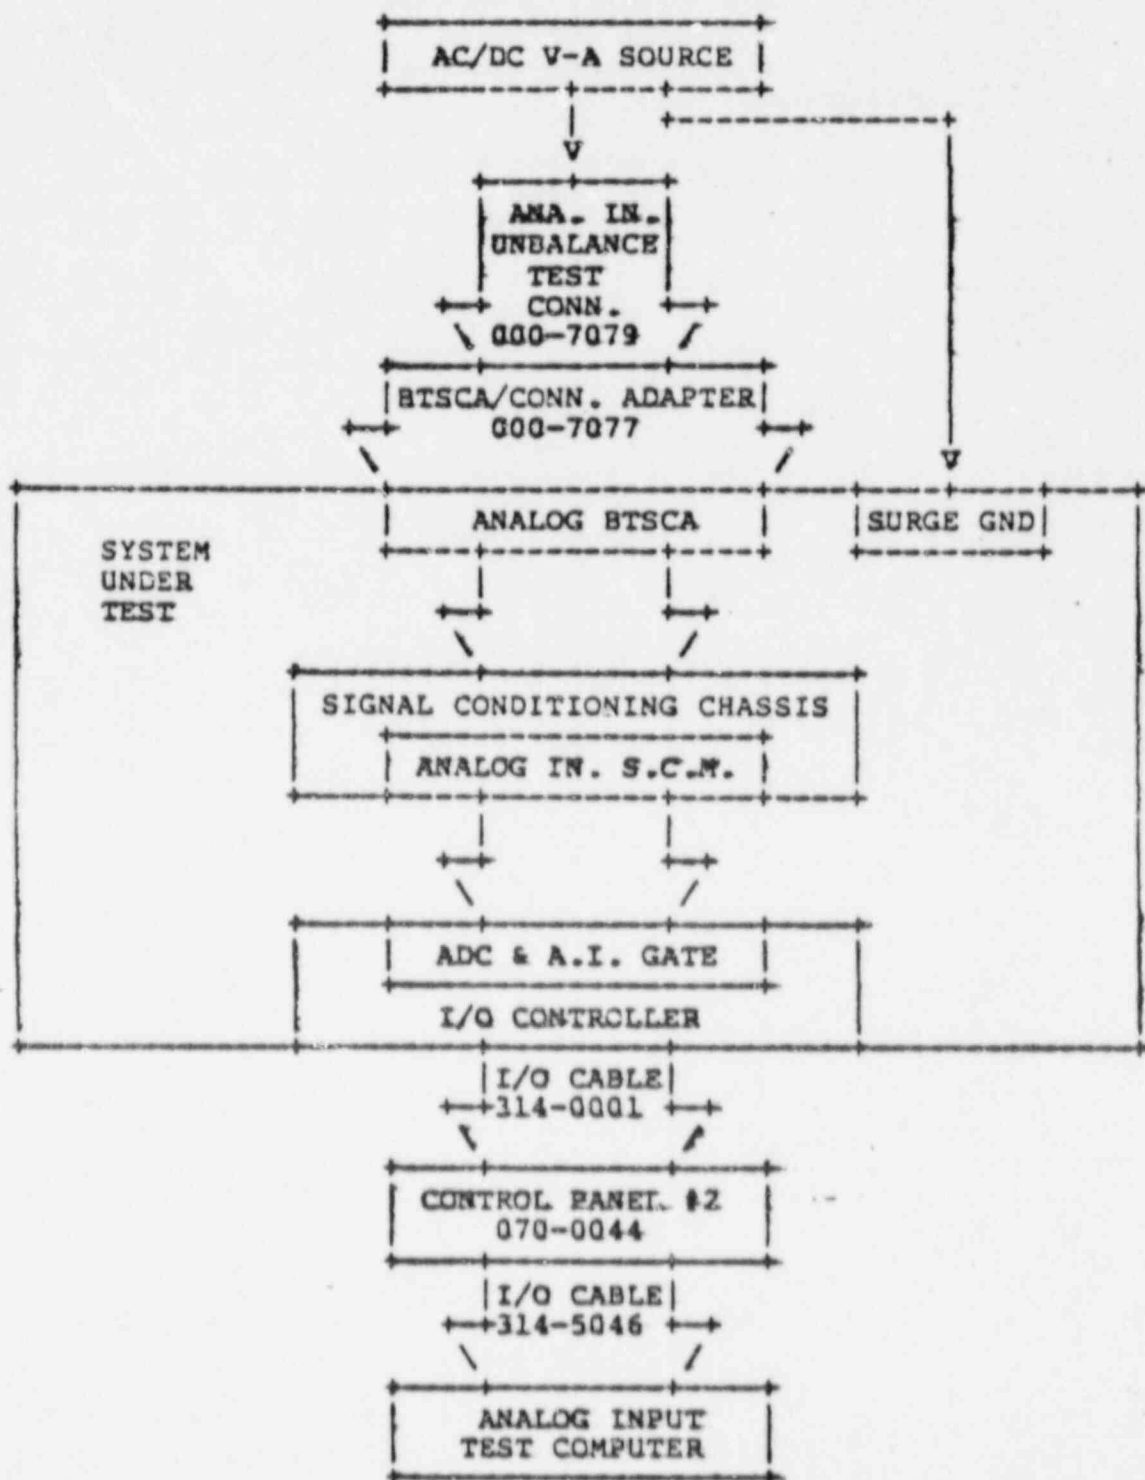 AC/DC V-A SOURCE
ANA. IN.
UNBALANCE
TEST
CONN.
000-7079
BTSCA/CONN. ADAPTER
000-7077
ANALOG BTSCA
SURGE GND
SYSTEM
UNDER
TEST
SIGNAL CONDITIONING CHASSIS
ANALOG IN. S.C.M.
ADC & A.I. GATE
I/O CONTROLLER
I/O CABLE
314-0001
CONTROL PANEL #2
070-0044
I/O CABLE
314-5046
ANALOG INPUT
TEST COMPUTER